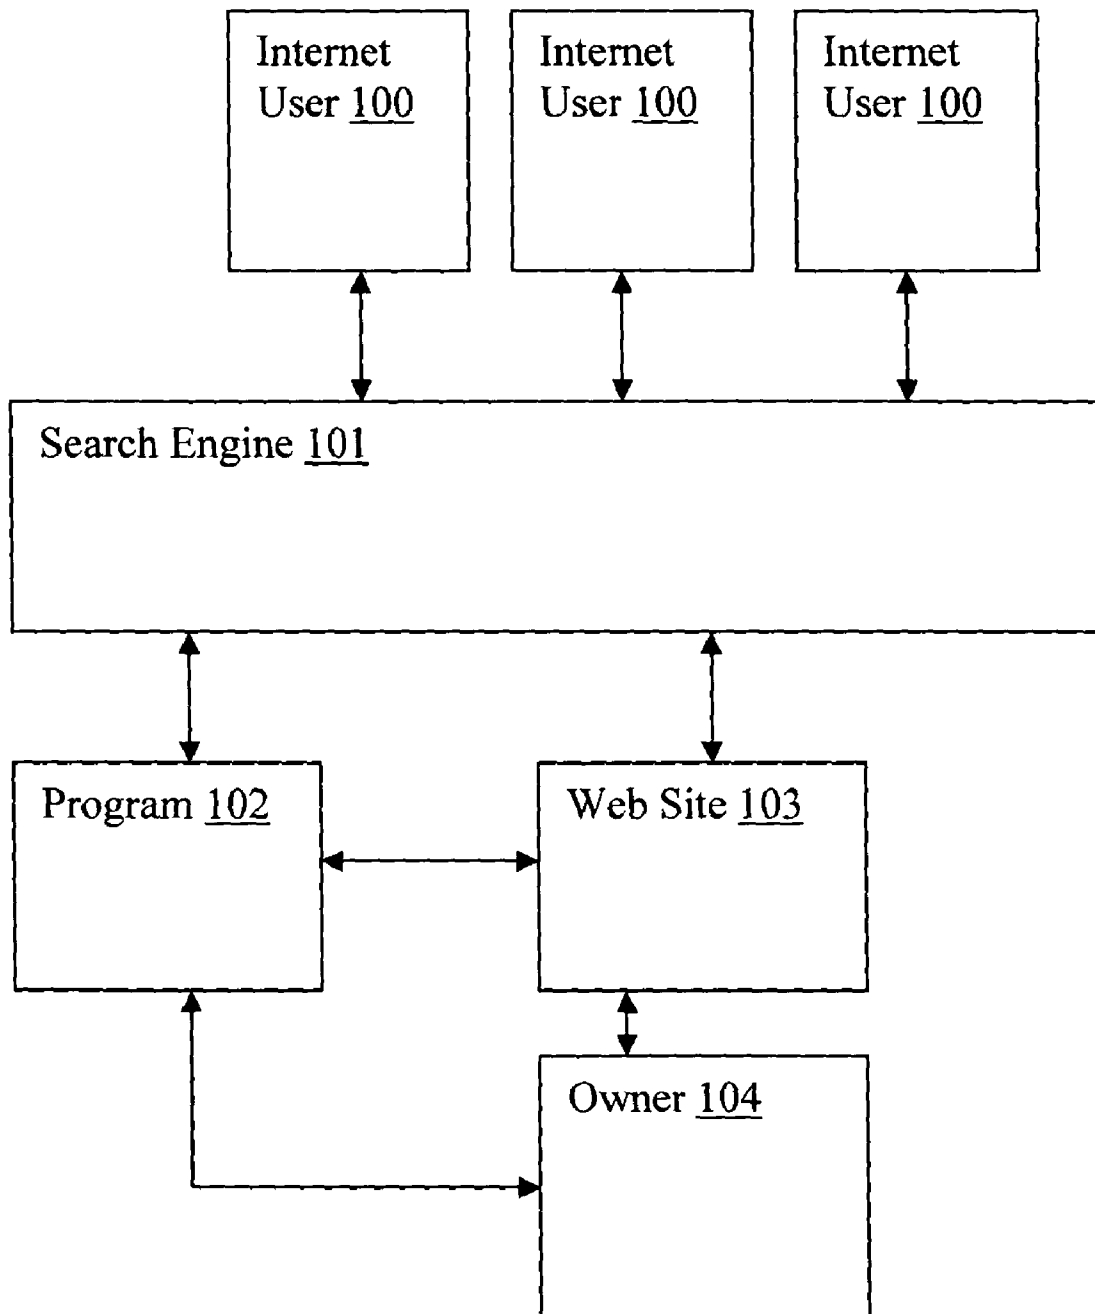 Internet
User 100
Internet
User 100
Internet
User 100
Search Engine 101
Program 102
Web Site 103
Owner 104